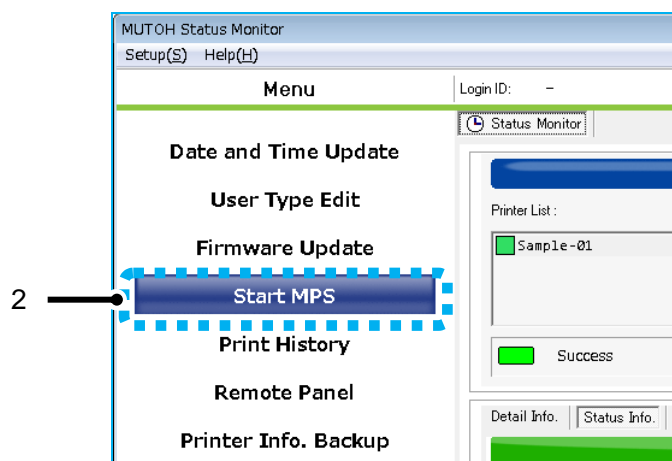 MUTOH Status Monitor
Setup(S) Help(H)
Menu
Login ID: -
Status Monitor
Date and Time Update
User Type Edit
Printer List :
Firmware Update
Sample-01
2
Start MPS
Print History
Success
Remote Panel
Detail Info. Status Info.
Printer Info. Backup